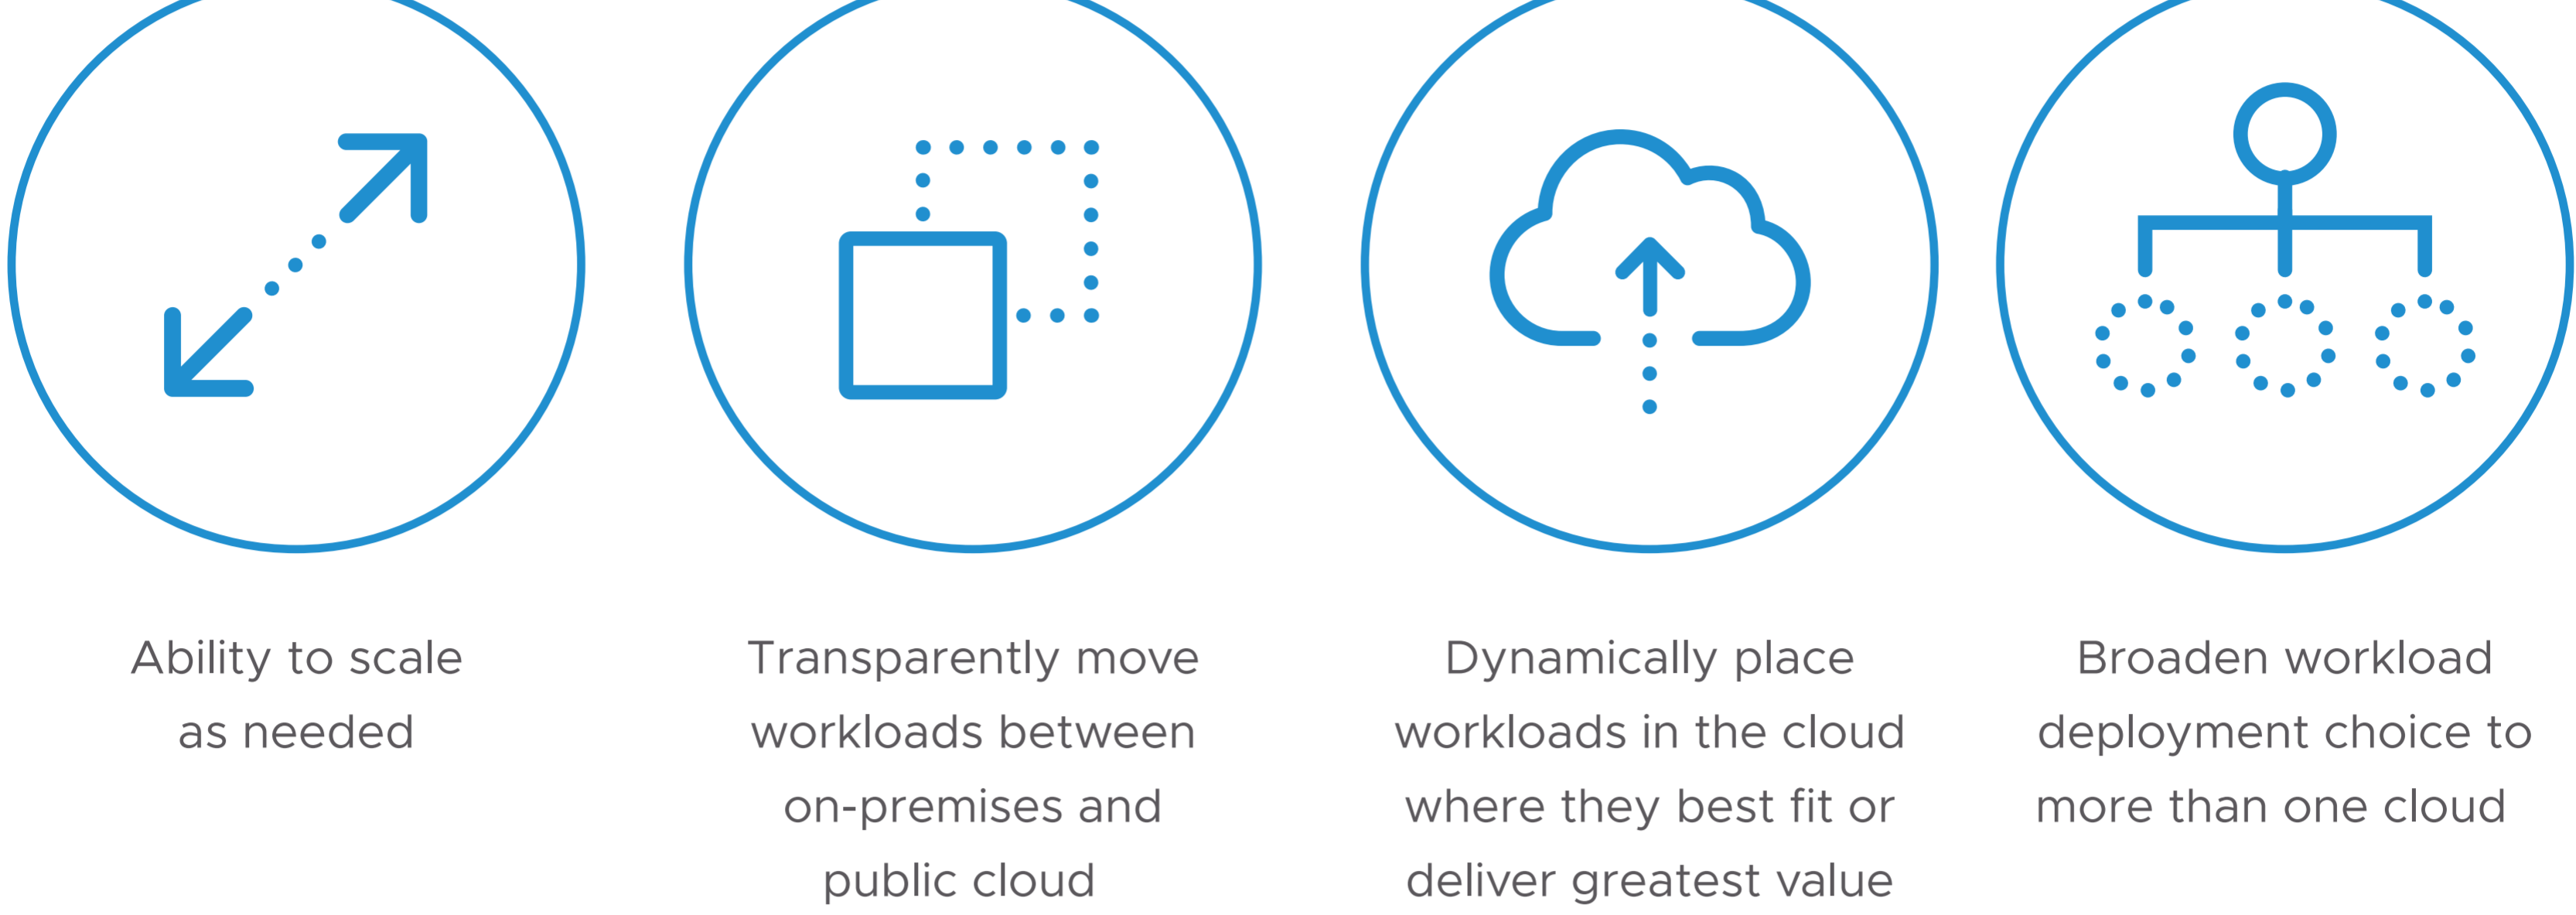 Ability to scale
as needed
Transparently move
workloads between
on-premises and
public cloud
Dynamically place
workloads in the cloud
where they best fit or
deliver greatest value
Broaden workload
deployment choice to
more than one cloud